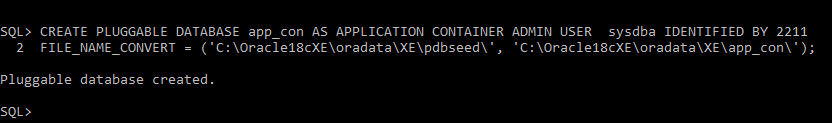 SQL> CREATE PLUGGABLE DATABASE app_con AS APPLICATION CONTAINER ADMIN USER  sysdba IDENTIFIED BY 2211
  2  FILE_NAME_CONVERT = ('C:\Oracle18cXE\oradata\XE\pdbseed\', 'C:\Oracle18cXE\oradata\XE\app_con\');
Pluggable database created.
SQL>